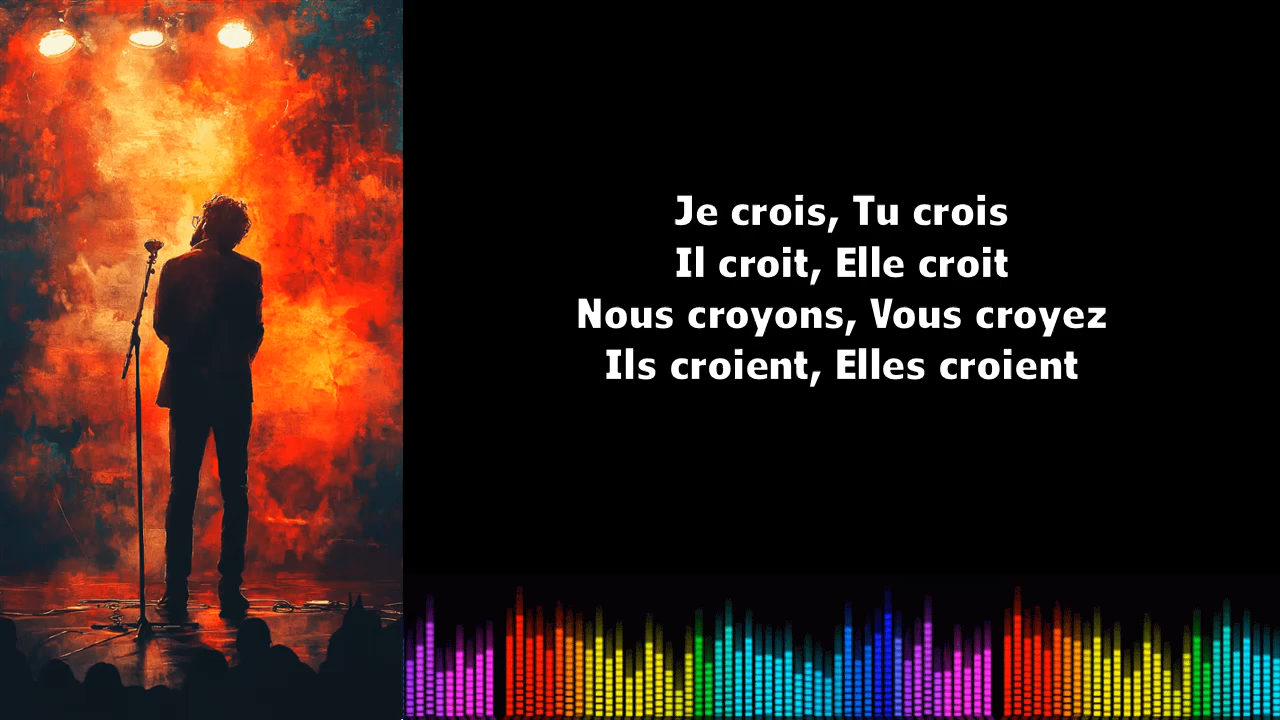 Je crois, Tu crois
Il croit, Elle croit
Nous croyons, Vous croyez
Ils croient, Elles croient